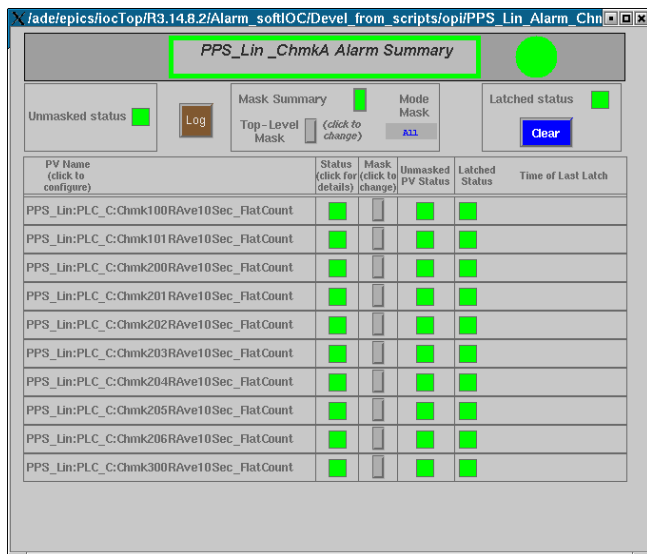 /ade/epics/iocTop/R3.14.8.2/Alarm_softIOC/Devel_from_scripts/opi/PPS_Lin_Alarm_Chn
PPS_Lin _ChmkA Alarm Summary
Unmasked status
Log
Mask Summary
Mode Mask
Top-Level Mask
(click to change)
All
Latched status
Clear
PV Name
(click to
configure)
Status
(click for
details)
Mask
(click to
change)
Unmasked
PV Status
Latched
Status
Time of Last Latch
PPS_Lin:PLC_C:Chmk100RAve10Sec_FlatCount
PPS_Lin:PLC_C:Chmk101RAve10Sec_FlatCount
PPS_Lin:PLC_C:Chmk200RAve10Sec_FlatCount
PPS_Lin:PLC_C:Chmk201RAve10Sec_FlatCount
PPS_Lin:PLC_C:Chmk202RAve10Sec_FlatCount
PPS_Lin:PLC_C:Chmk203RAve10Sec_FlatCount
PPS_Lin:PLC_C:Chmk204RAve10Sec_FlatCount
PPS_Lin:PLC_C:Chmk205RAve10Sec_FlatCount
PPS_Lin:PLC_C:Chmk206RAve10Sec_FlatCount
PPS_Lin:PLC_C:Chmk300RAve10Sec_FlatCount